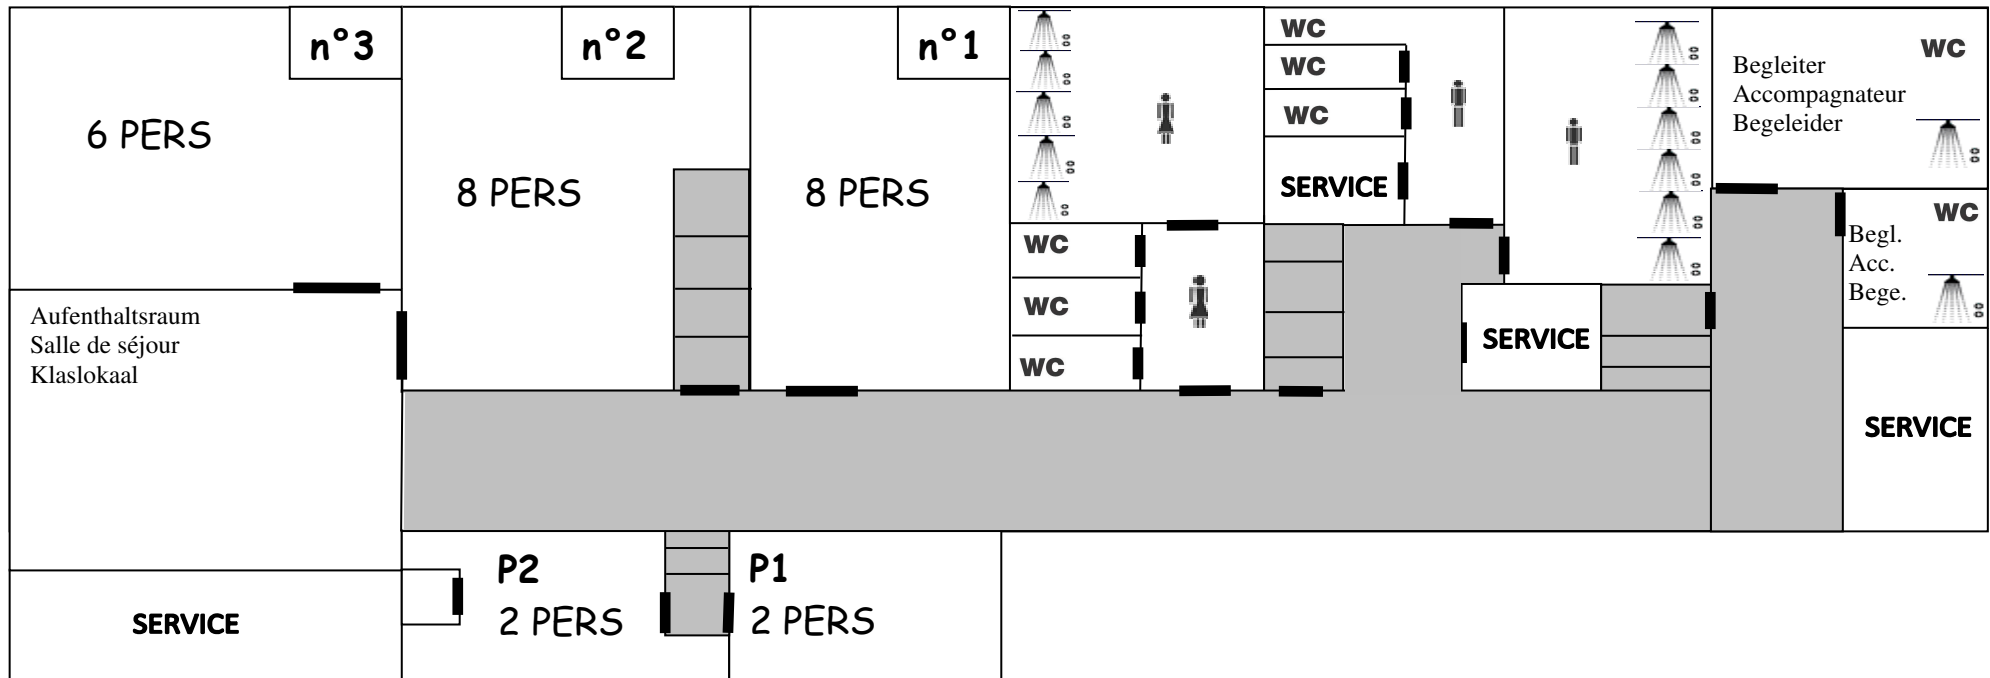 n°3
6 PERS
n°2
8 PERS
n°1
8 PERS
WC
WC
WC
SERVICE
WC
WC
WC
Begleiter
Accompagnateur
Begeleider
WC
WC
Begl.
Acc.
Bege.
SERVICE
SERVICE
Aufenthaltsraum
Salle de séjour
Klaslokaal
SERVICE
P2
2 PERS
P1
2 PERS